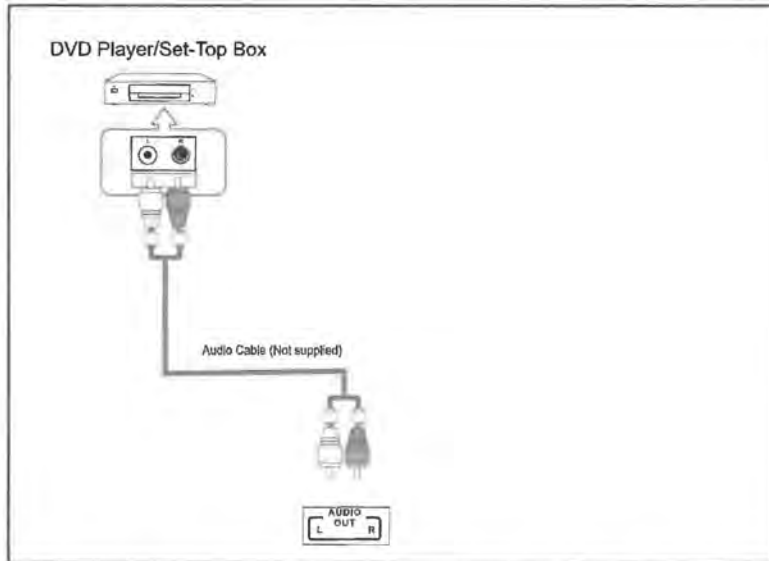 DVD Player/Set-Top Box
L R
Audio Cable (Not supplied)
AUDIO
OUT
L R